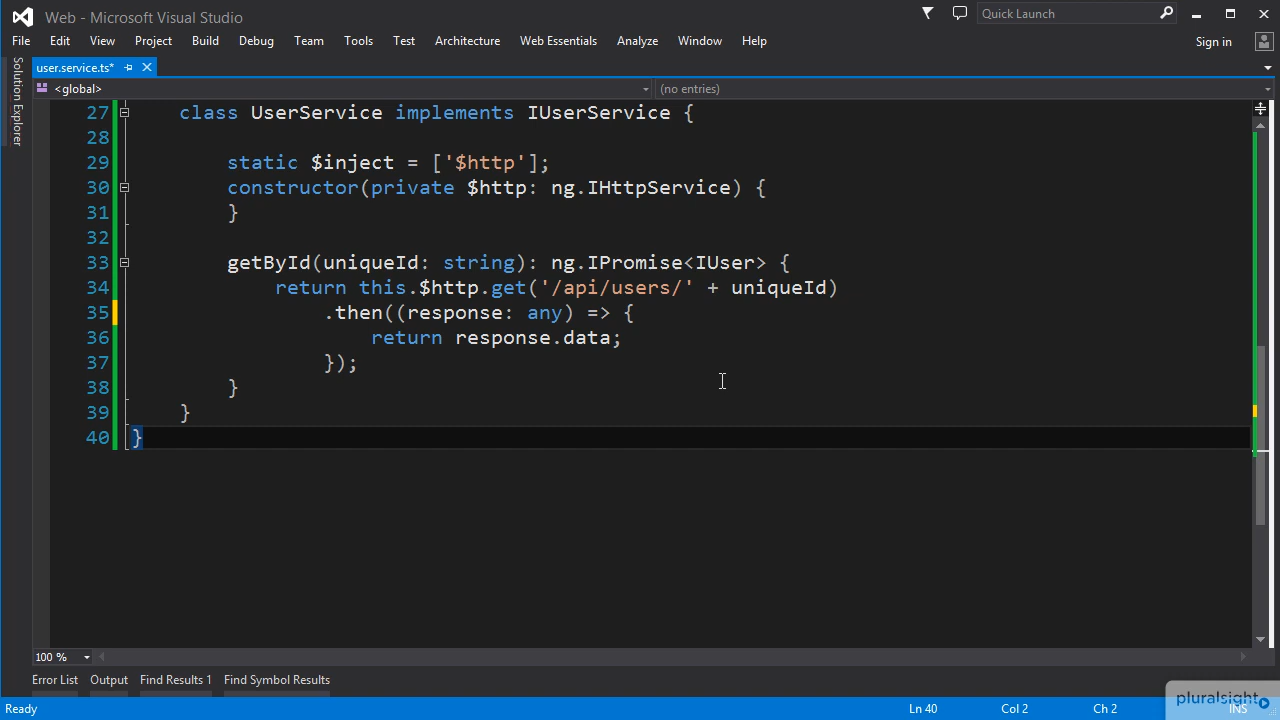 Web - Microsoft Visual Studio
Quick Launch
File Edit View Project Build Debug Team Tools Test Architecture Web Essentials Analyze Window Help
Sign in
Solution Explorer
user.service.ts*
<global>
(no entries)
27 class UserService implements IUserService {
28
29 static $inject = ['$http'];
30 constructor(private $http: ng.IHttpService) {
31 }
32
33 getById(uniqueId: string): ng.IPromise<IUser> {
34 return this.$http.get('/api/users/' + uniqueId)
35 .then((response: any) => {
36 return response.data;
37 });
38 }
39 }
40 }
100 %
Error List Output Find Results 1 Find Symbol Results
pluralsight
Ready Ln 40 Col 2 Ch 2 INS